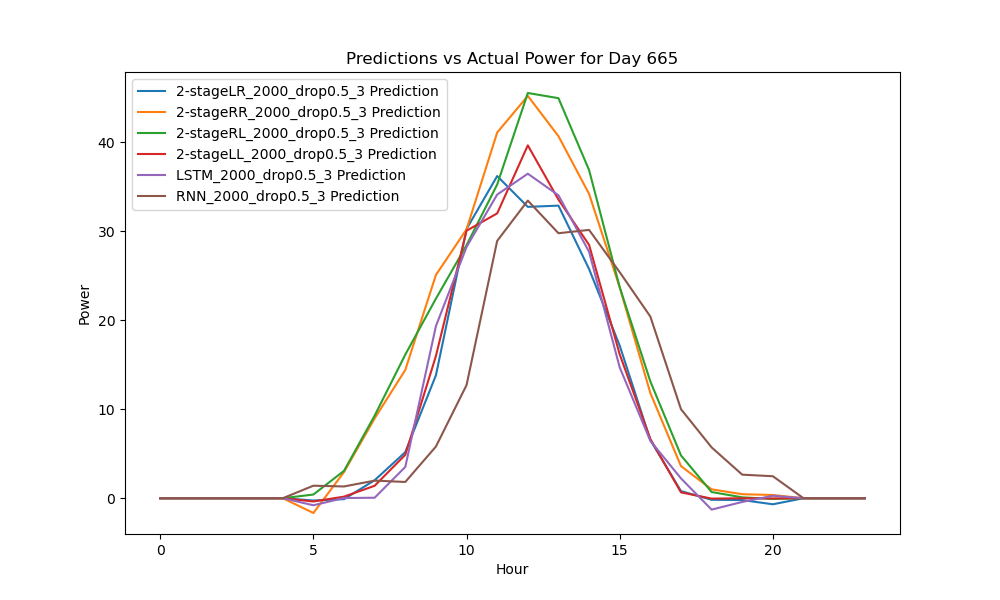 Predictions vs Actual Power for Day 665
2-stageLR_2000_drop0.5_3 Prediction
2-stageRR_2000_drop0.5_3 Prediction
2-stageRL_2000_drop0.5_3 Prediction
2-stageLL_2000_drop0.5_3 Prediction
LSTM_2000_drop0.5_3 Prediction
RNN_2000_drop0.5_3 Prediction
Power
40
30
20
10
0
0 5 10 15 20
Hour